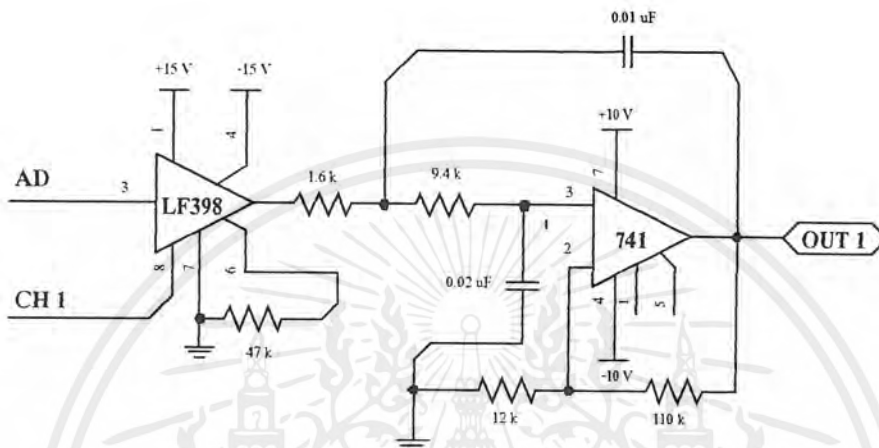 0.01 uF
+15 V
-15 V
+10 V
1
4
7
AD
3
LF398
1.6 k
9.4 k
3
741
OUT 1
1
2
8
7
6
0.02 uF
4
1
5
CH 1
47 k
-10 V
12 k
110 k